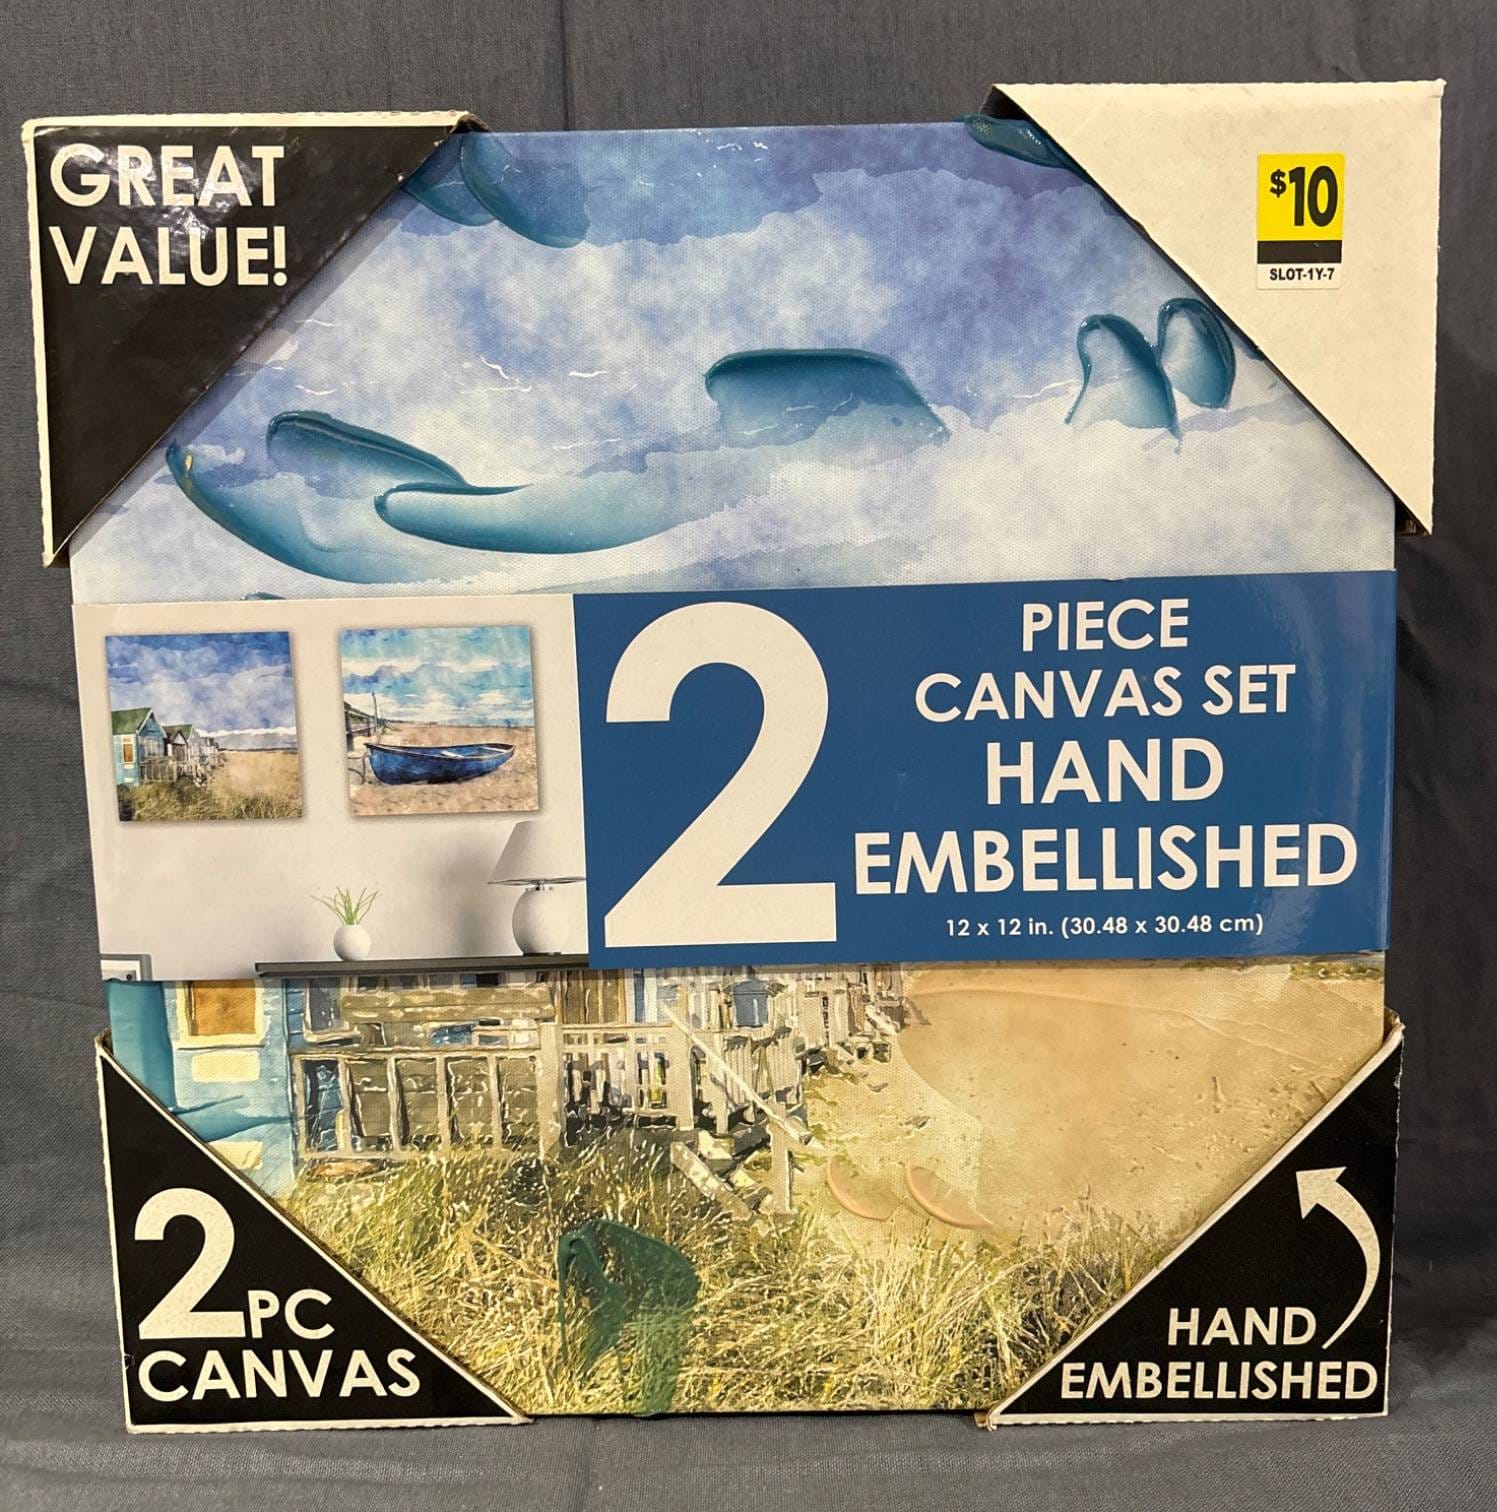 GREAT
VALUE!
$10
SLOT-1Y-7
2
PIECE
CANVAS SET
HAND
EMBELLISHED
12 x 12 in. (30.48 x 30.48 cm)
2PC
CANVAS
HAND
EMBELLISHED